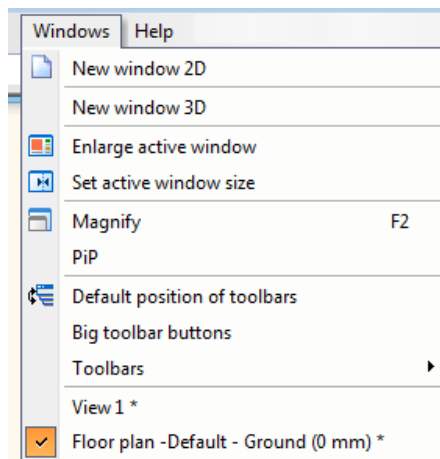 Windows Help
New window 2D
New window 3D
Enlarge active window
Set active window size
Magnify F2
PiP
Default position of toolbars
Big toolbar buttons
Toolbars
View 1 *
Floor plan -Default - Ground (0 mm) *